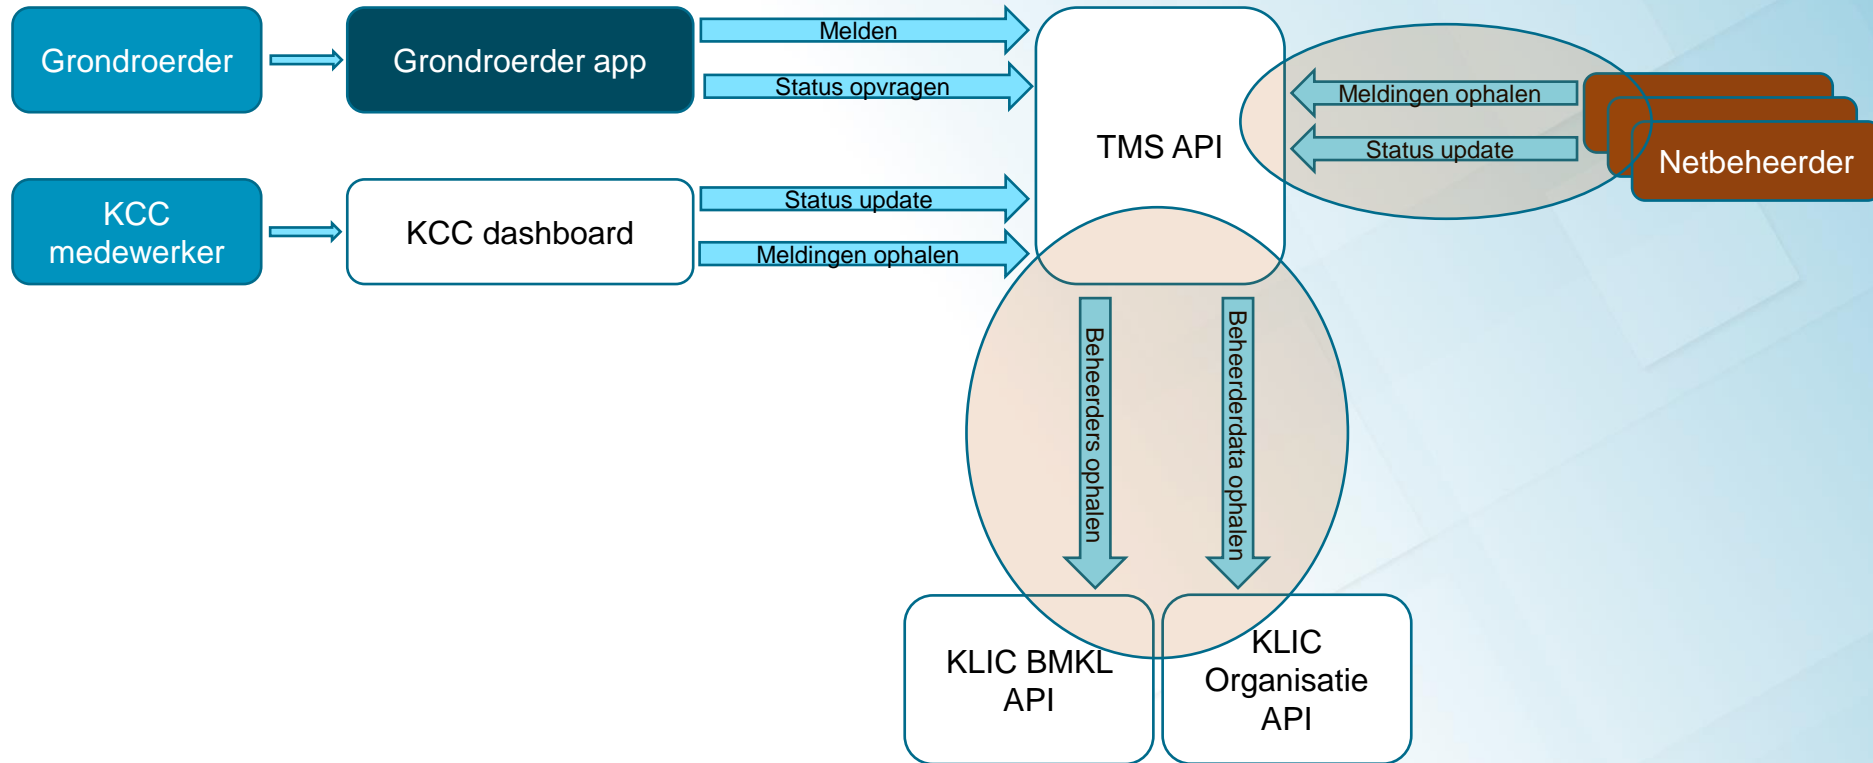 Grondroerder
Grondroerder app
Melden
Status opvragen
TMS API
Meldingen ophalen
Status update
Netbeheerder
KCC
medewerker
KCC dashboard
Status update
Meldingen ophalen
Beheerders ophalen
Beheerderdata ophalen
KLIC BMKL
API
KLIC
Organisatie
API